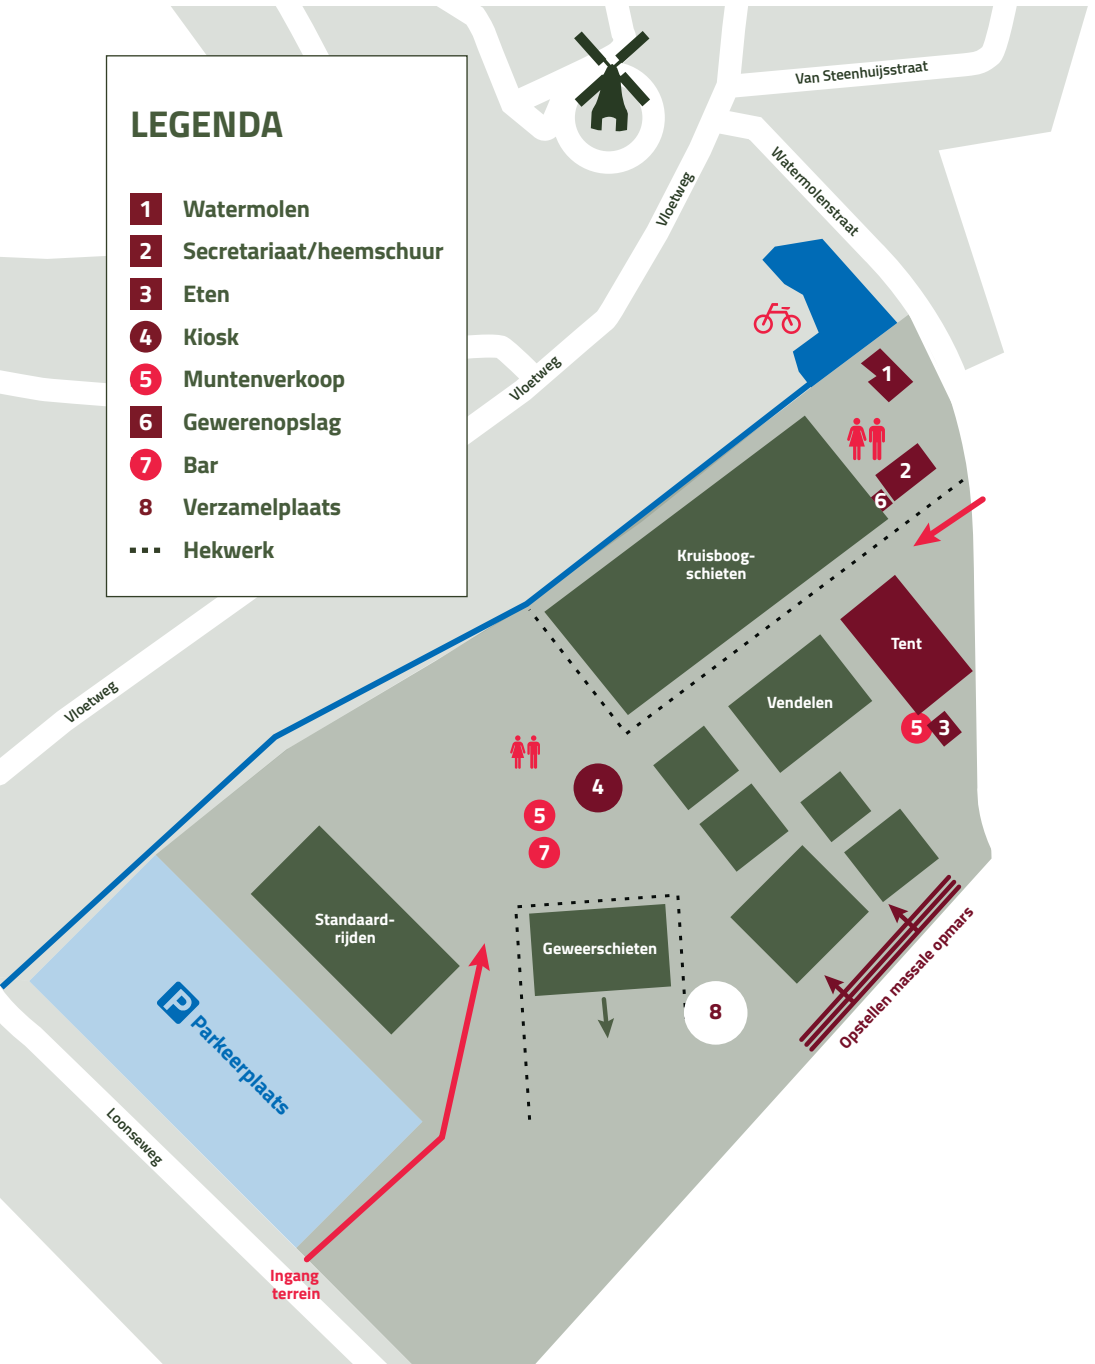 LEGENDA
1 Watermolen
2 Secretariaat/heemschuur
3 Eten
4 Kiosk
5 Muntenverkoop
6 Gewerenopslag
7 Bar
8 Verzamelplaats
Hekwerk
Van Steenhuijsstraat
Watermolenstraat
Vloetweg
Vloetweg
Vloetweg
1
2
6
Kruisboog-
schieten
Tent
Vendelen
5
3
4
5
7
Standaard-
rijden
Geweerschieten
8
Opstellen massale opmars
P
Parkeerplaats
Loonseweg
Ingang
terrein